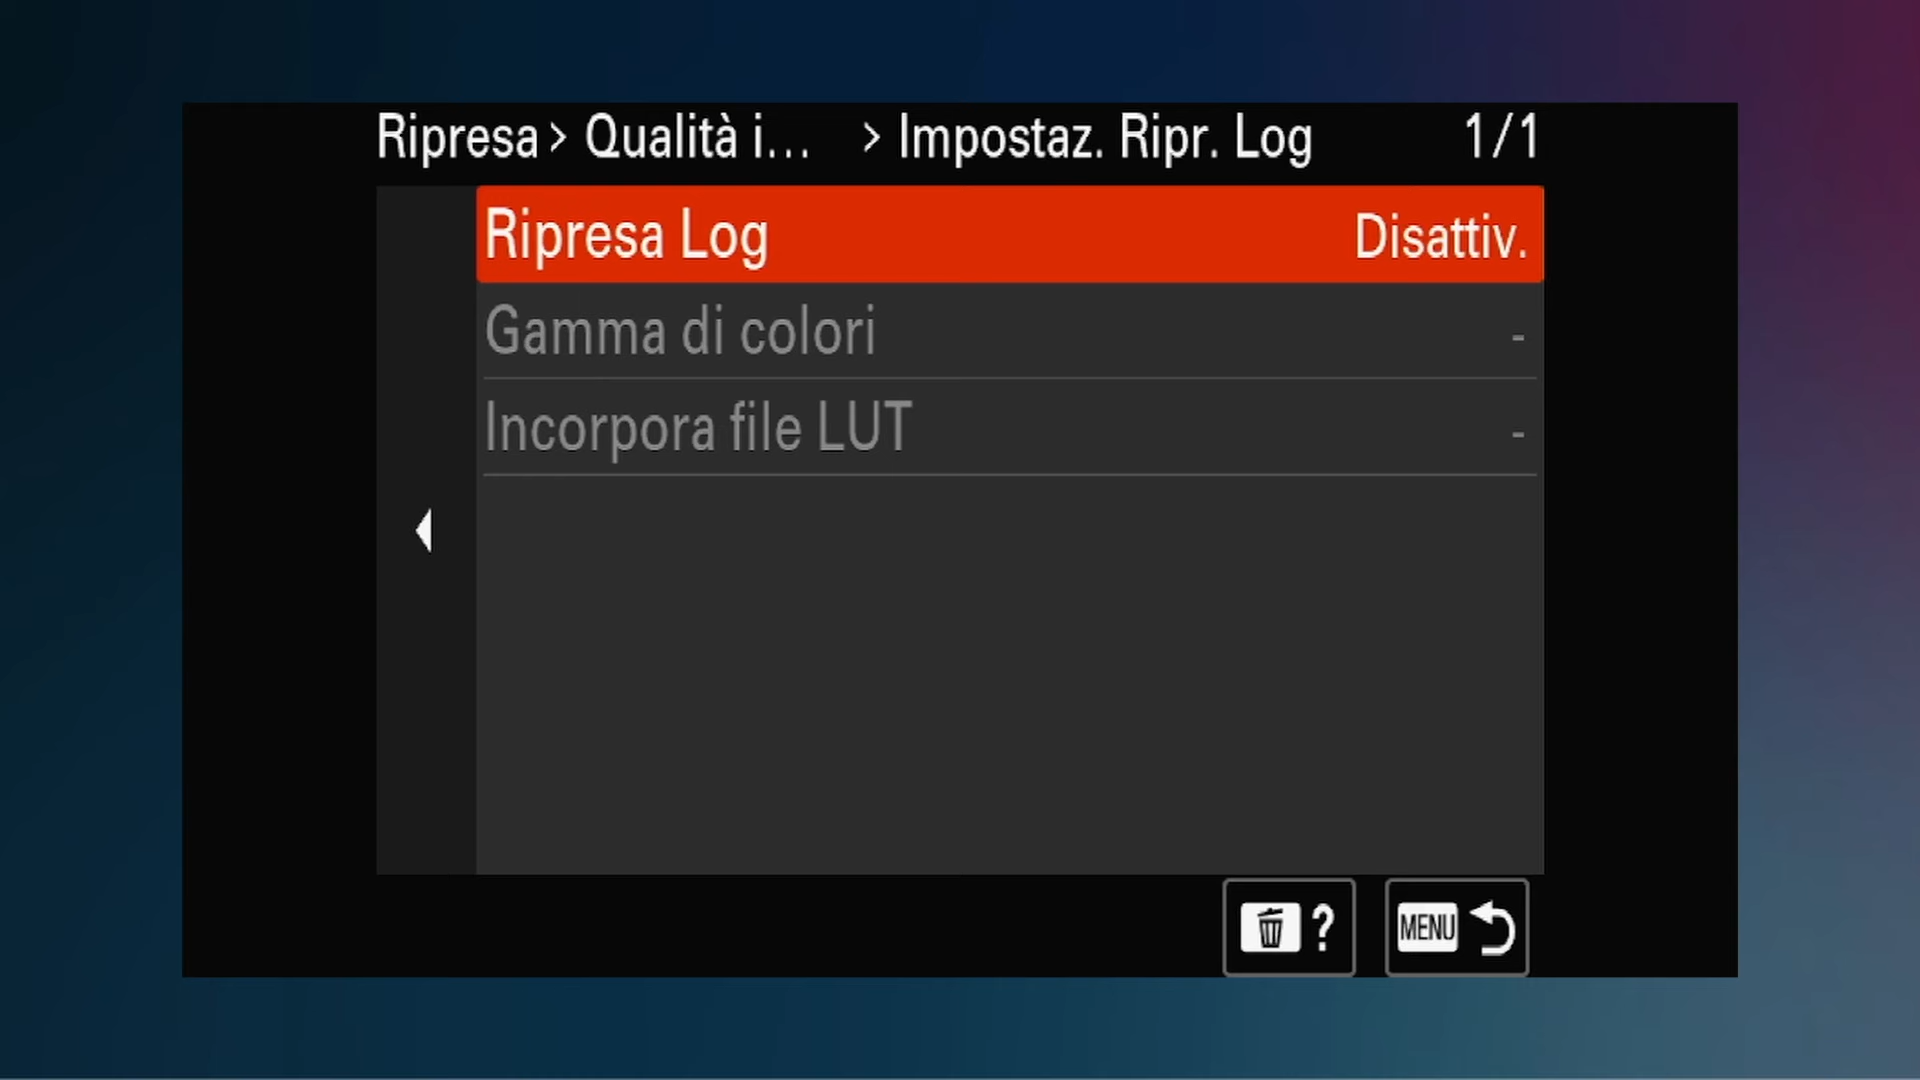 Ripresa > Qualità i... > Impostaz. Ripr. Log 1/1
Ripresa Log Disattiv.
Gamma di colori -
Incorpora file LUT -
? MENU